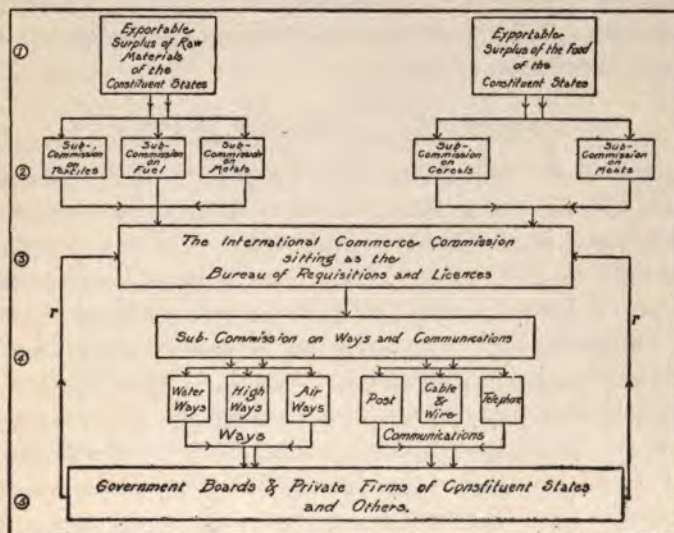 ①
Exportable
Surplus of Raw
Materials
of the
Constituent States
Exportable
Surplus of the Food
of the
Constituent States
②
Sub-
Commission
on
Textiles
Sub-
Commission
on
Fuel
Sub-
Commission
on
Metals
Sub-
Commission
on
Cereals
Sub-
Commission
on
Meats
③
The International Commerce Commission
sitting as the
Bureau of Requisitions and Licences
r
r
④
Sub-Commission on Ways and Communications
Water
Ways
High
Ways
Air
Ways
Post
Cable
&
Wire
Telephone
Ways
Communications
⑤
Government Boards & Private Firms of Constituent States
and Others.